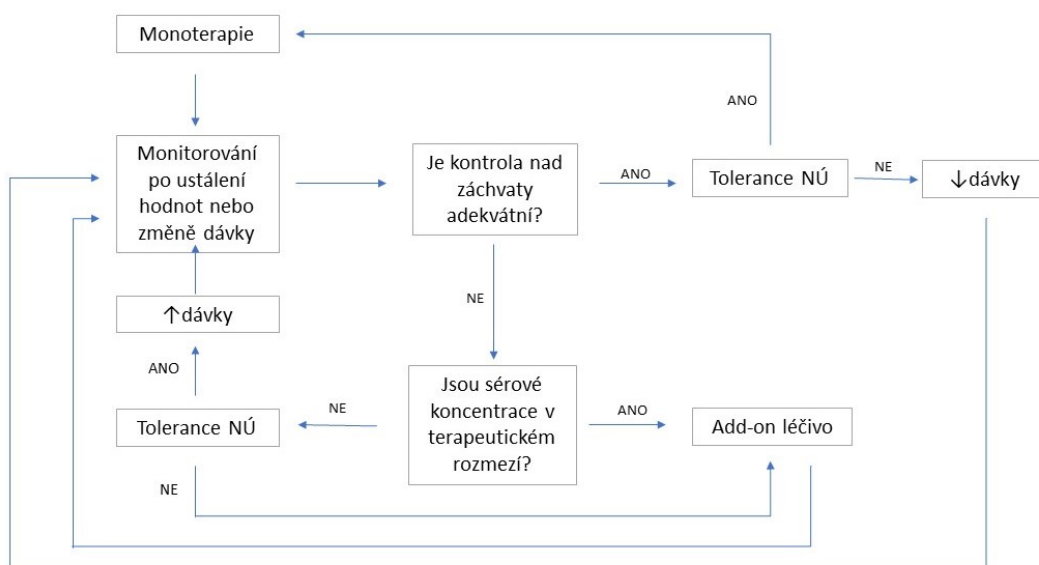 Monoterapie
ANO
Monitorování
po ustálení
hodnot nebo
změně dávky
Je kontrola nad
záchvaty
adekvátní?
ANO
Tolerance NÚ
NE
↓dávky
NE
↑dávky
ANO
Tolerance NÚ
NE
Jsou sérové
koncentrace v
terapeutickém
rozmezí?
ANO
Add-on léčivo
NE